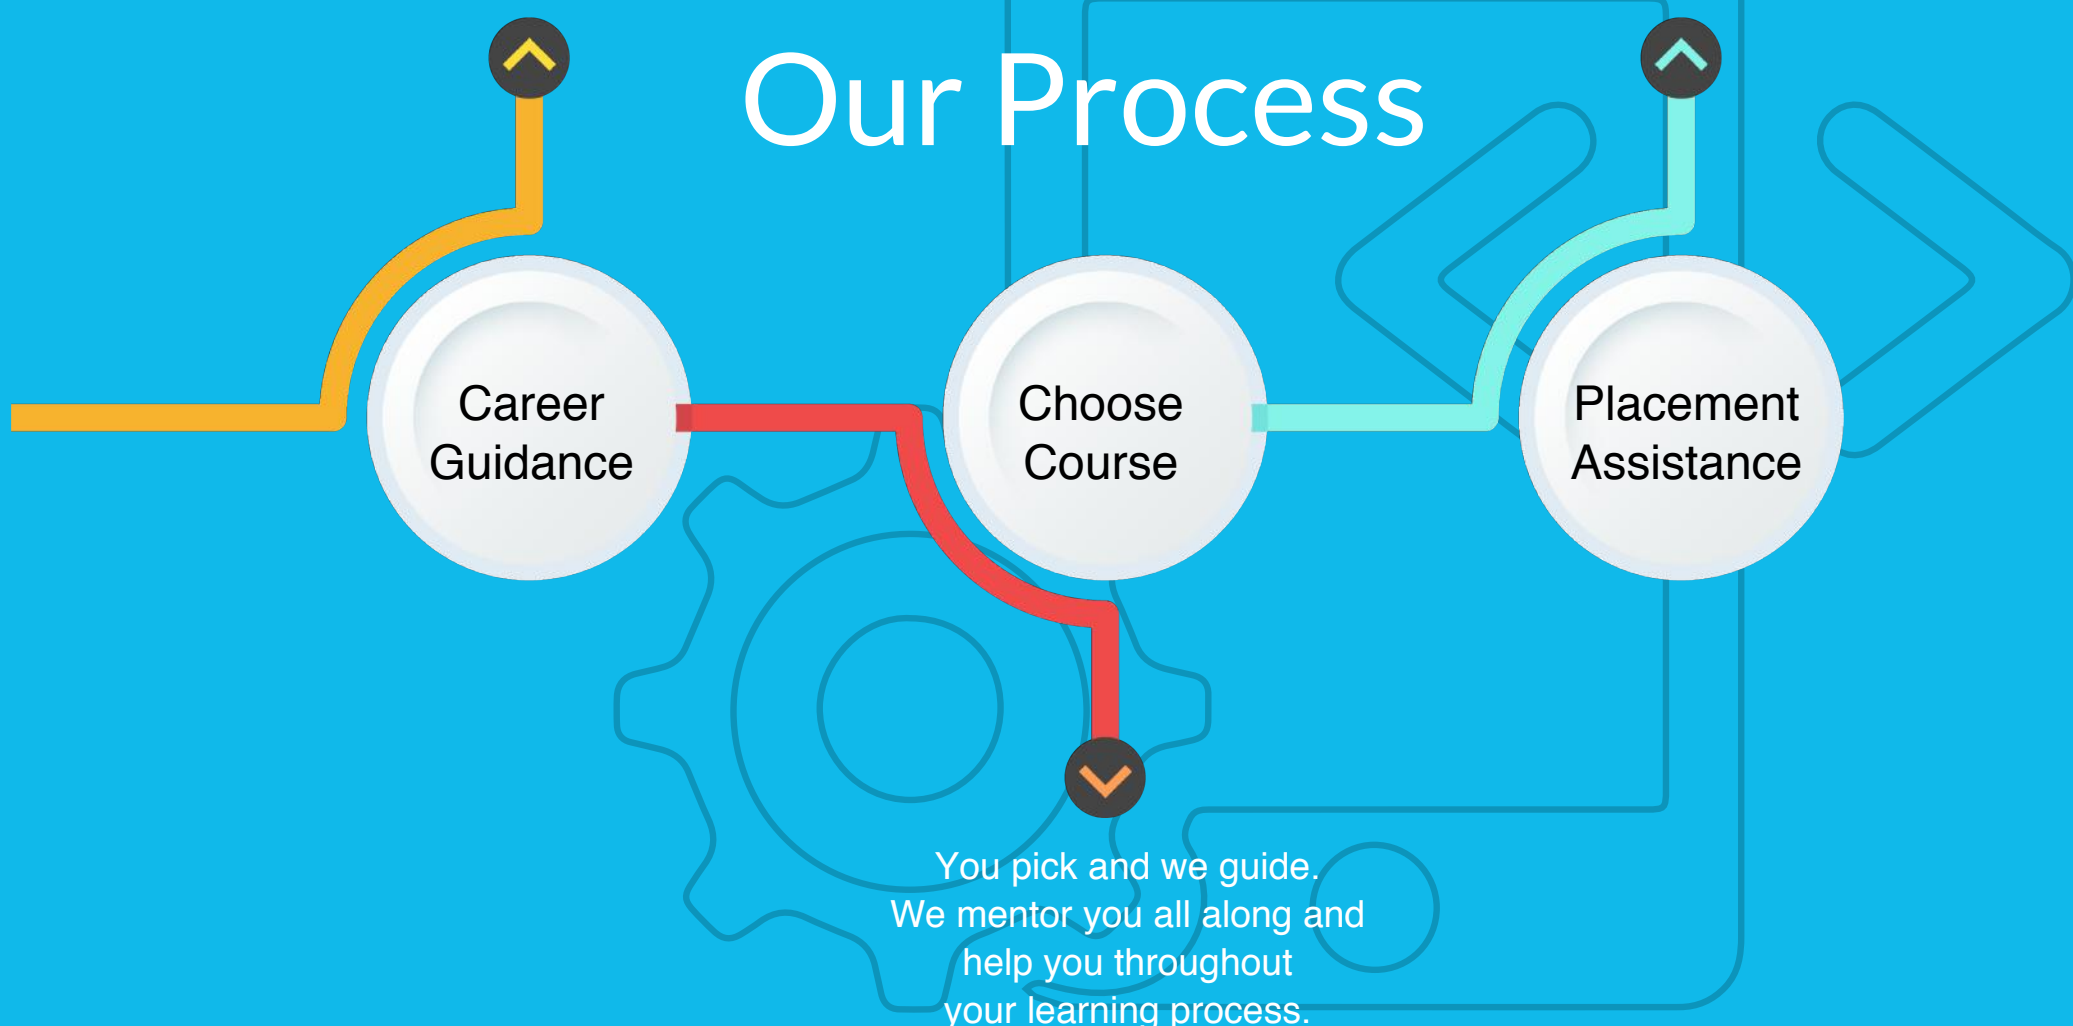 Our Process
Career
Guidance
Choose
Course
Placement
Assistance
You pick and we guide.
We mentor you all along and
help you throughout
your learning process.